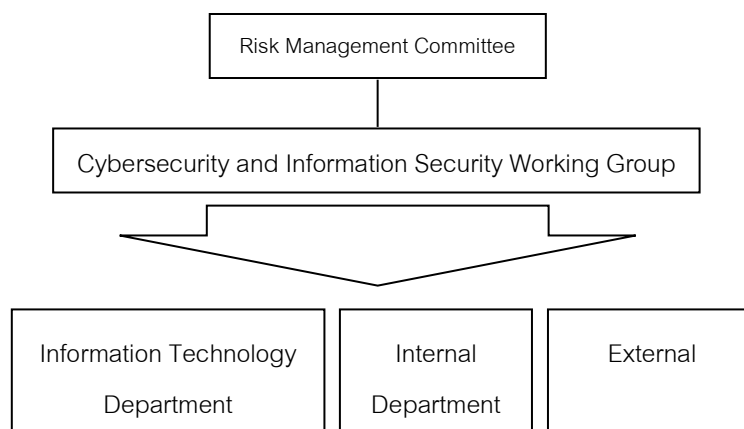 Risk Management Committee
Cybersecurity and Information Security Working Group
Information Technology
Department
Internal
Department
External